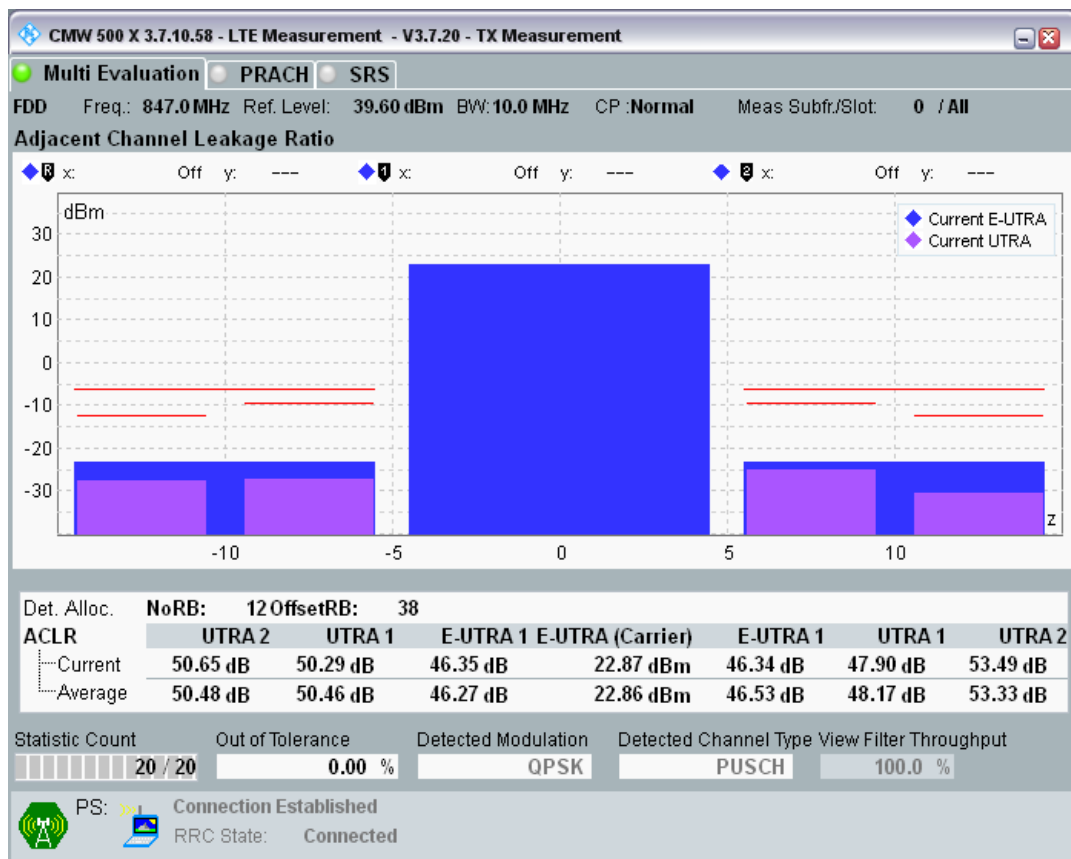 CMW 500 X 3.7.10.58 - LTE Measurement - V3.7.20 - TX Measurement
Multi Evaluation PRACH SRS
FDD Freq.: 847.0 MHz Ref. Level: 39.60 dBm BW: 10.0 MHz CP :Normal Meas Subfr./Slot: 0 / All
Adjacent Channel Leakage Ratio
R x: Off y: --- 1 x: Off y: --- 2 x: Off y: ---
dBm
Current E-UTRA
Current UTRA
30
20
10
0
-10
-20
-30
z
-10 -5 0 5 10
Det. Alloc. NoRB: 12 OffsetRB: 38
ACLR UTRA 2 UTRA 1 E-UTRA 1 E-UTRA (Carrier) E-UTRA 1 UTRA 1 UTRA 2
Current 50.65 dB 50.29 dB 46.35 dB 22.87 dBm 46.34 dB 47.90 dB 53.49 dB
Average 50.48 dB 50.46 dB 46.27 dB 22.86 dBm 46.53 dB 48.17 dB 53.33 dB
Statistic Count Out of Tolerance Detected Modulation Detected Channel Type View Filter Throughput
20 / 20 0.00 % QPSK PUSCH 100.0 %
PS: Connection Established
RRC State: Connected